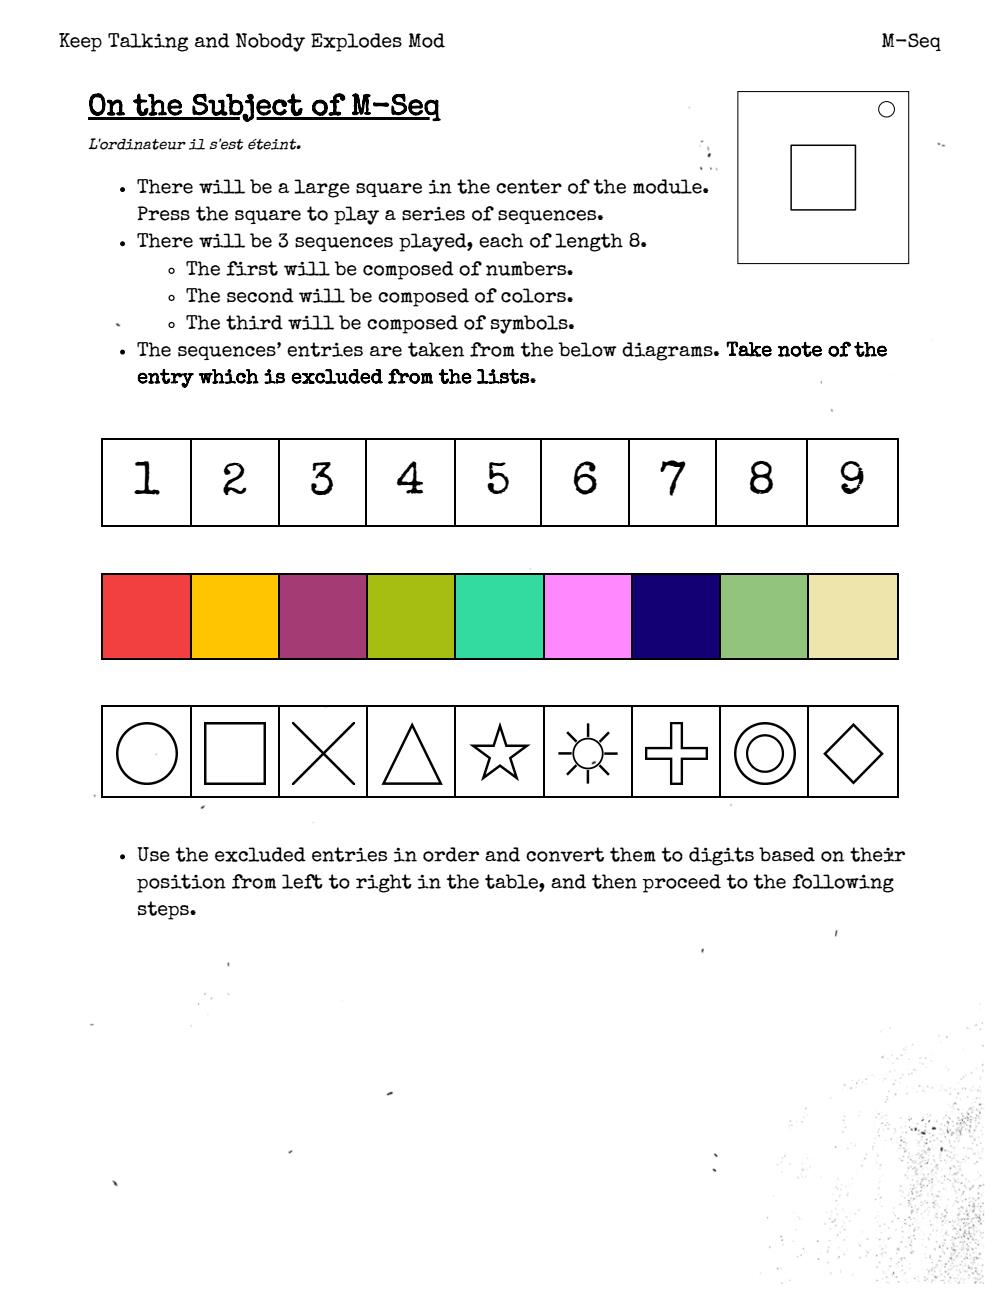 Keep Talking and Nobody Explodes Mod
M-Seq
On the Subject of M-Seq
L'ordinateur il s'est éteint.
• There will be a large square in the center of the module.
Press the square to play a series of sequences.
• There will be 3 sequences played, each of length 8.
◦ The first will be composed of numbers.
◦ The second will be composed of colors.
◦ The third will be composed of symbols.
• The sequences’ entries are taken from the below diagrams. Take note of the
entry which is excluded from the lists.
1 2 3 4 5 6 7 8 9
• Use the excluded entries in order and convert them to digits based on their
position from left to right in the table, and then proceed to the following
steps.